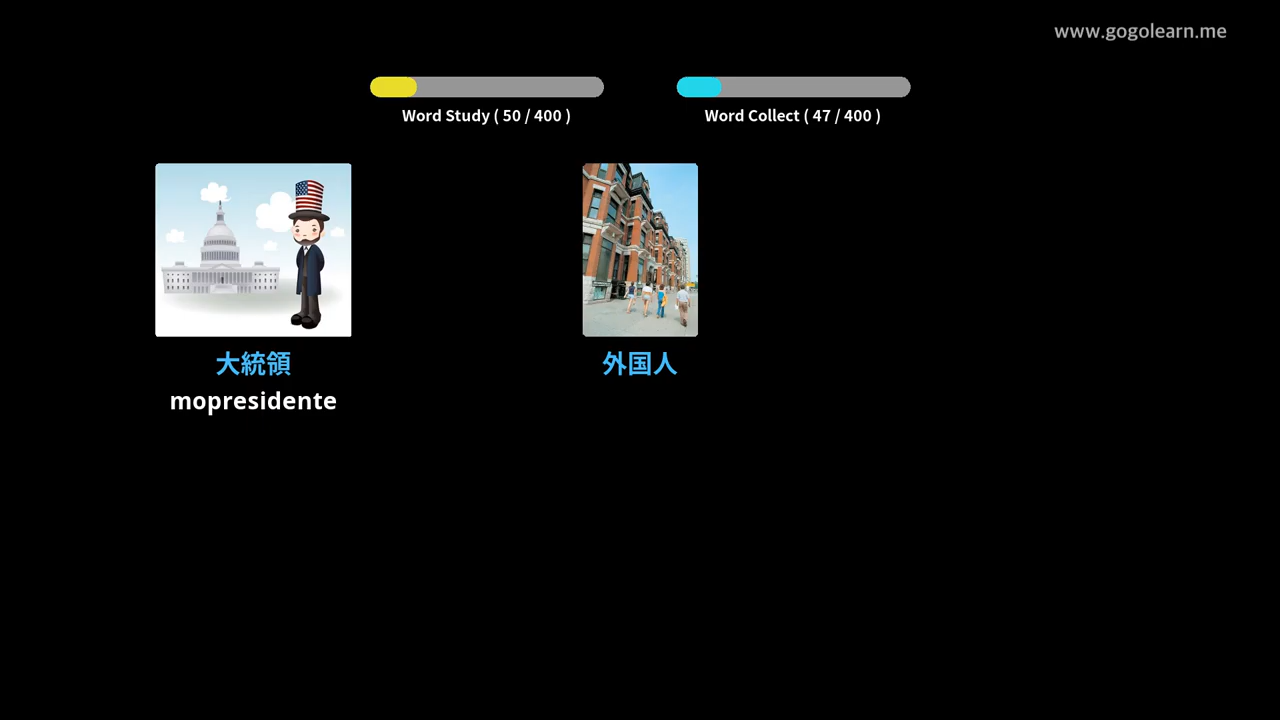 www.gogolearn.me
Word Study ( 50 / 400 )
Word Collect ( 47 / 400 )
大統領
外国人
mopresidente